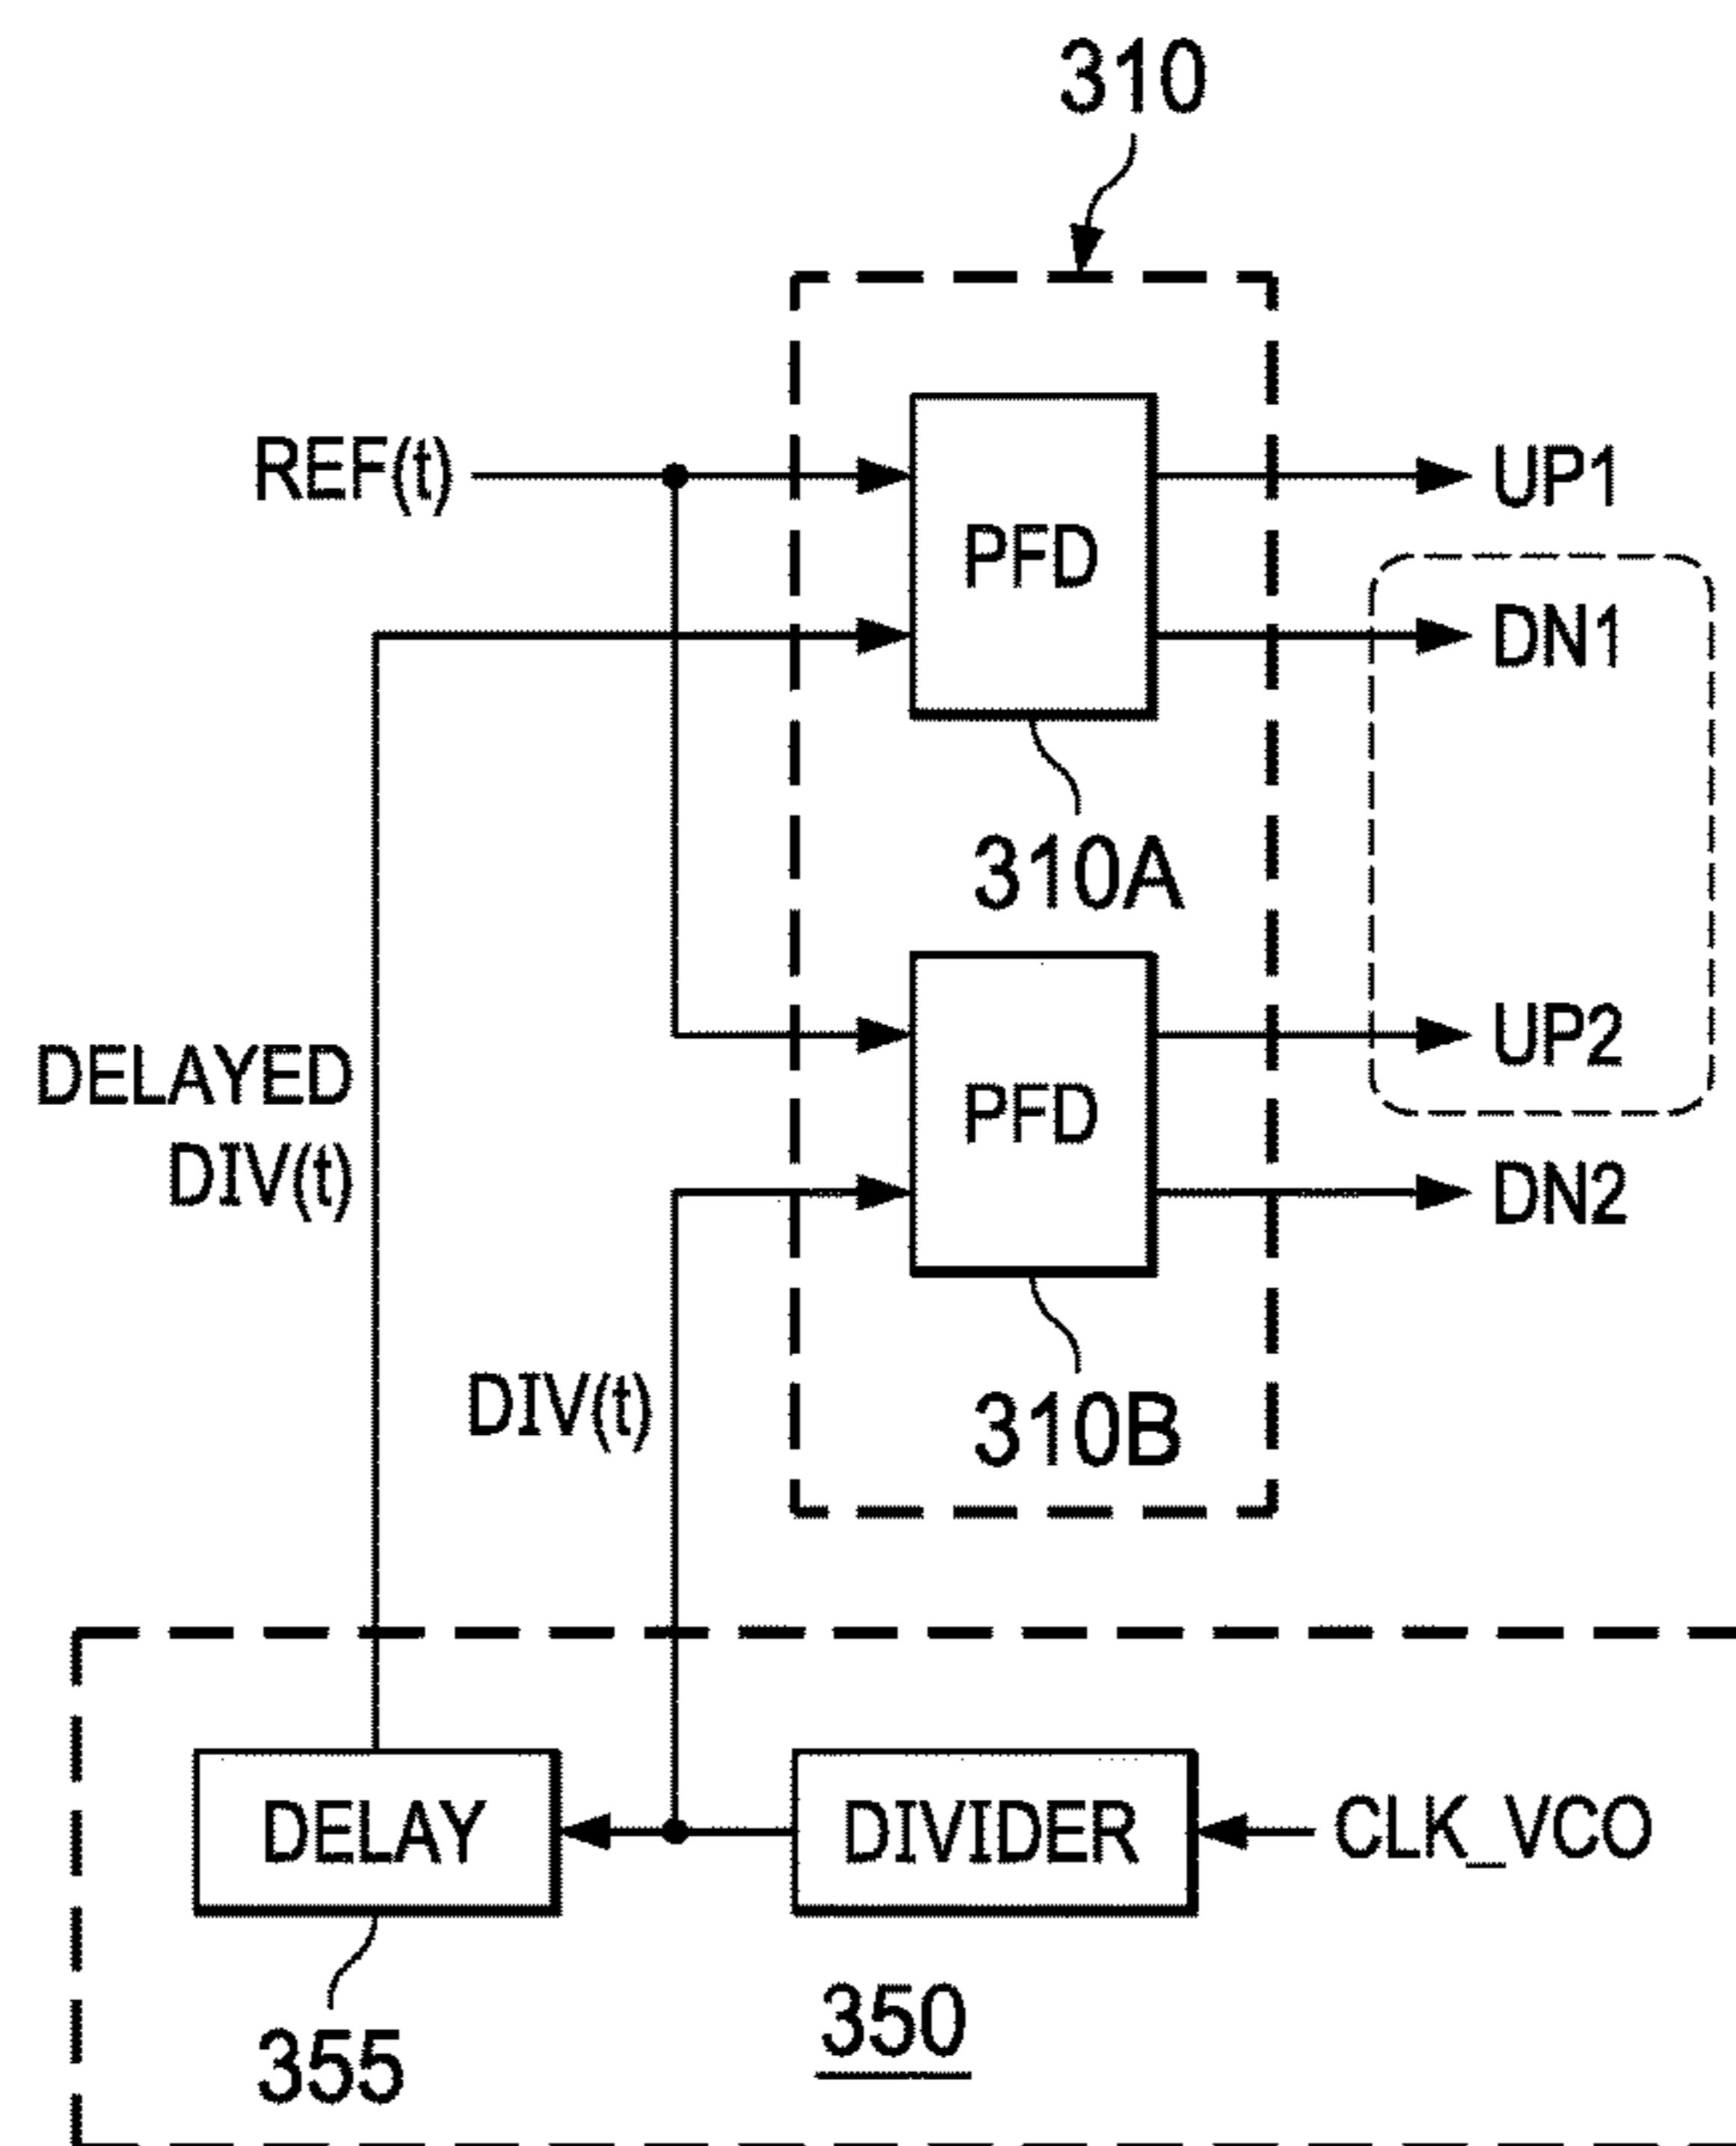 310
REF(t)
PFD
UP1
DN1
310A
DELAYED
DIV(t)
PFD
UP2
DN2
DIV(t)
310B
DELAY
DIVIDER
CLK_VCO
355
350